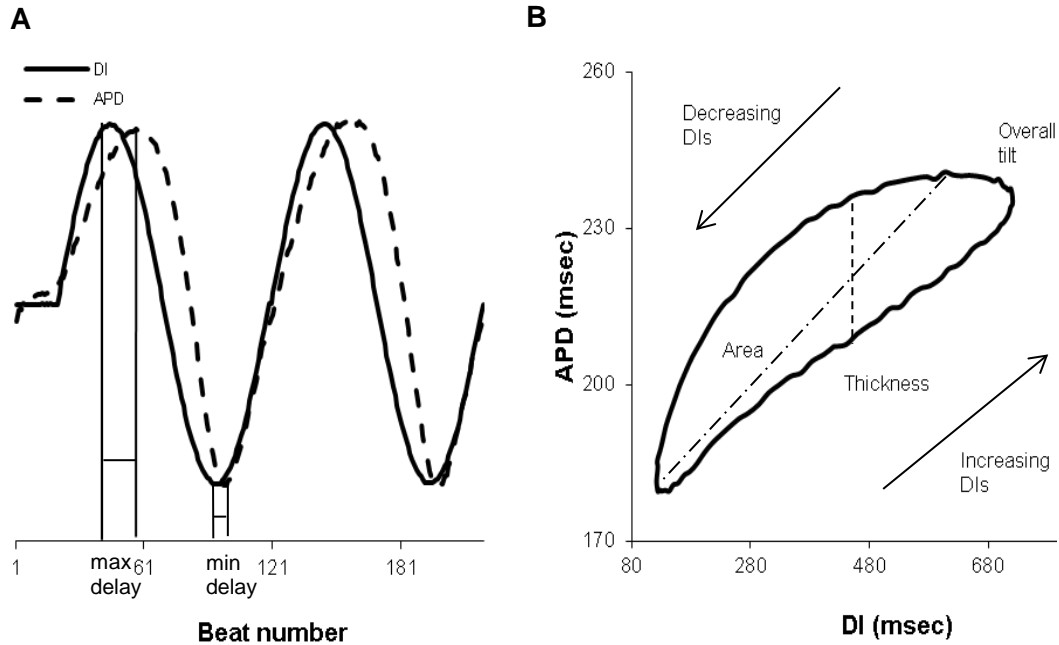 A
DI
APD
1
61
121
181
max
delay
min
delay
Beat number
B
260
230
200
170
APD (msec)
Decreasing
DIs
Overall
tilt
Area
Thickness
Increasing
DIs
80
280
480
680
DI (msec)